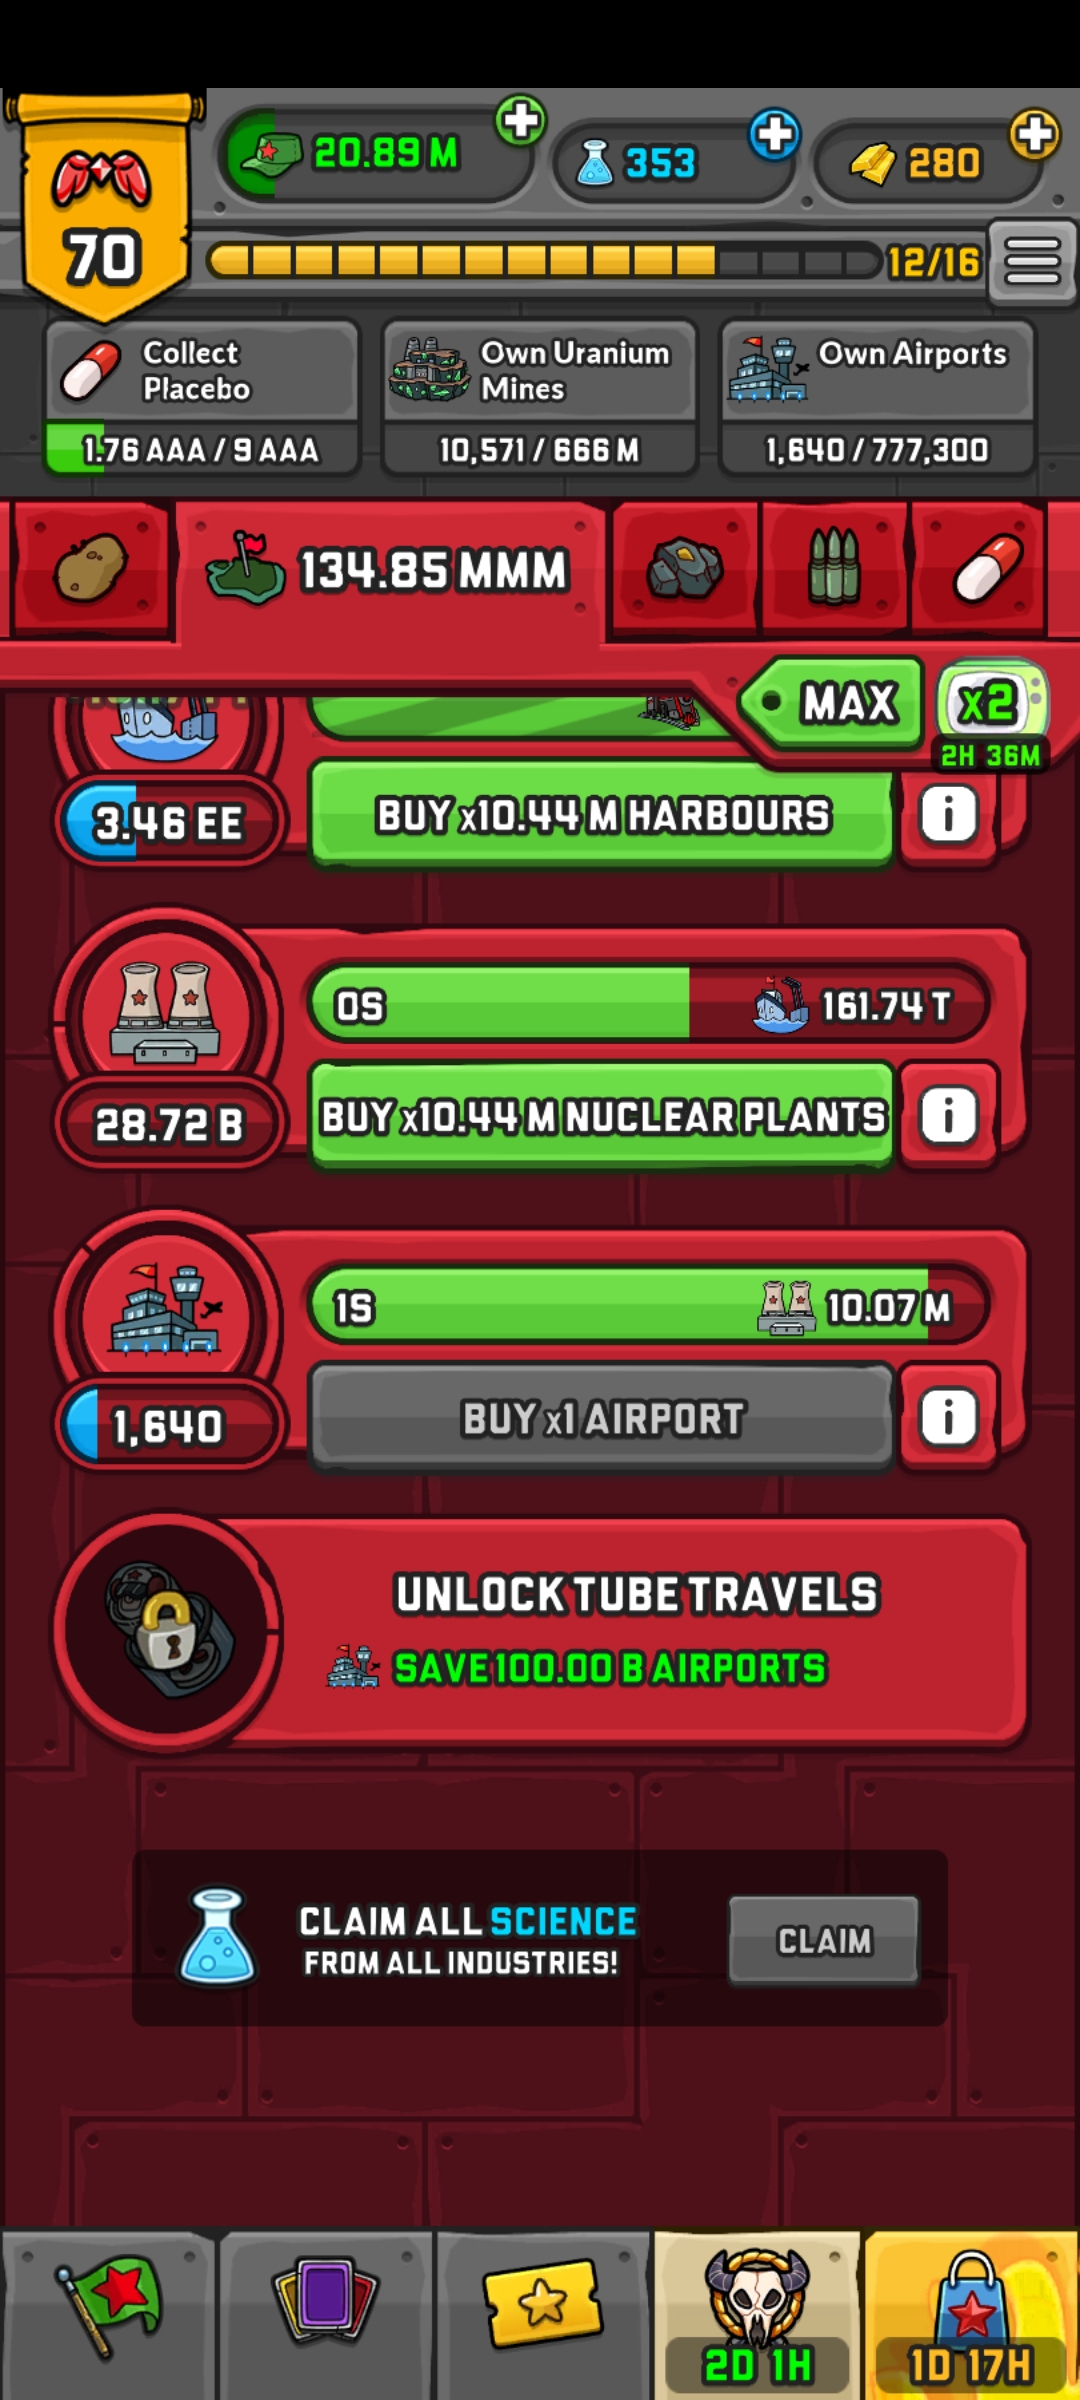 20.89 M
353
280
70
12/16
Collect
Placebo
1.76 AAA / 9 AAA
Own Uranium
Mines
10,571 / 666 M
Own Airports
1,640 / 777,300
134.85 MMM
MAX
x2
2H 36M
3.46 EE
BUY x10.44 M HARBOURS
i
0S
161.74 T
28.72 B
BUY x10.44 M NUCLEAR PLANTS
i
1S
10.07 M
1,640
BUY x1 AIRPORT
i
UNLOCK TUBE TRAVELS
SAVE 100.00 B AIRPORTS
CLAIM ALL SCIENCE
FROM ALL INDUSTRIES!
CLAIM
2D 1H
1D 17H